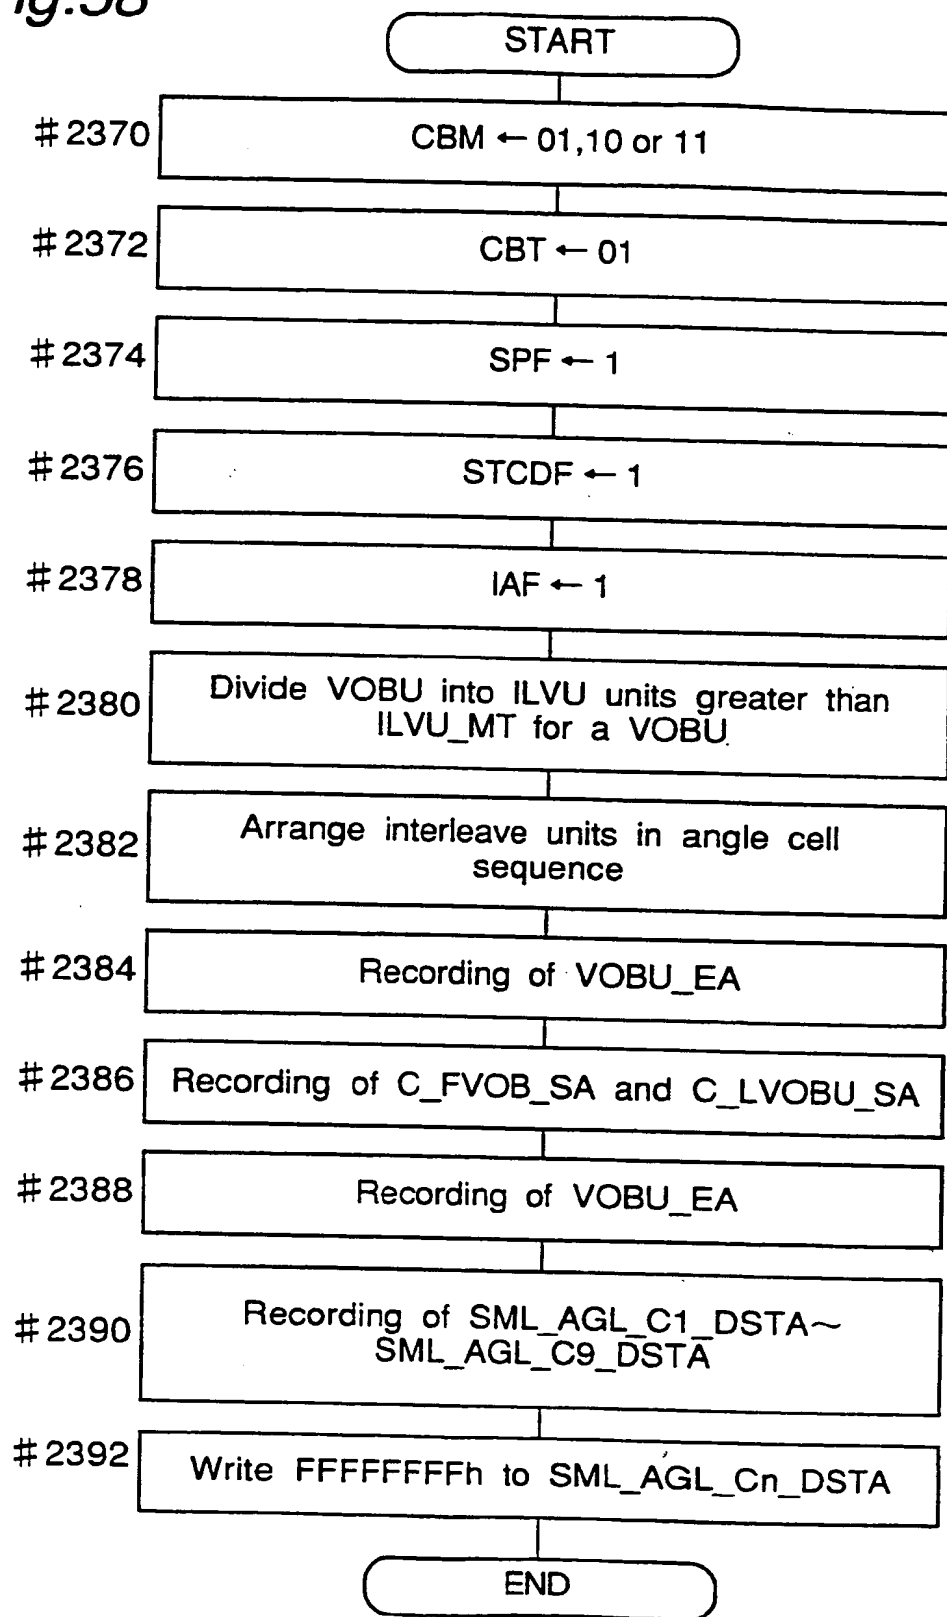 ig.58
START
#2370
CBM ← 01,10 or 11
#2372
CBT ← 01
#2374
SPF ← 1
#2376
STCDF ← 1
#2378
IAF ← 1
#2380
Divide VOBU into ILVU units greater than
ILVU_MT for a VOBU.
#2382
Arrange interleave units in angle cell
sequence
#2384
Recording of VOBU_EA
#2386
Recording of C_FVOB_SA and C_LVOBU_SA
#2388
Recording of VOBU_EA
#2390
Recording of SML_AGL_C1_DSTA~
SML_AGL_C9_DSTA
#2392
Write FFFFFFFFh to SML_AGL_Cn_DSTA
END